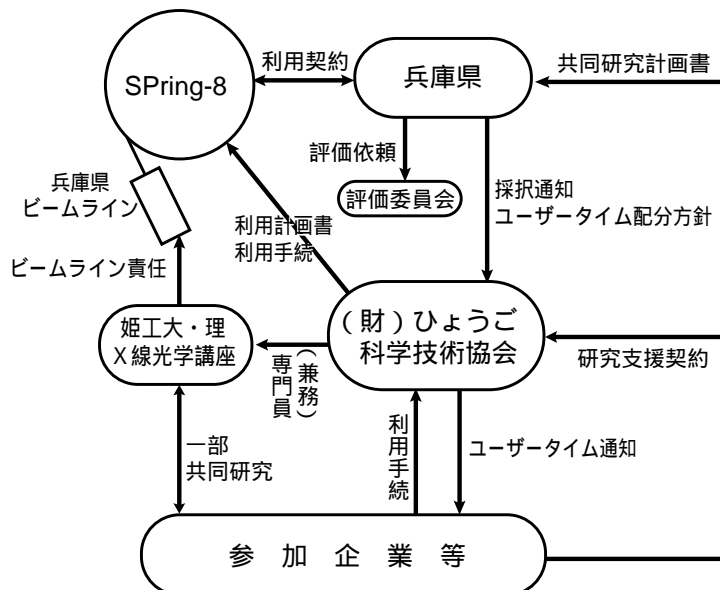 SPring-8
利用契約
兵庫県
共同研究計画書
評価依頼
評価委員会
採択通知
ユーザータイム配分方針
兵庫県
ビームライン
利用計画書
利用手続
ビームライン責任
姫工大・理
X線光学講座
(財)ひょうご
科学技術協会
研究支援契約
(兼務)
専門員
一部
共同研究
利用手続
ユーザータイム通知
参加企業等